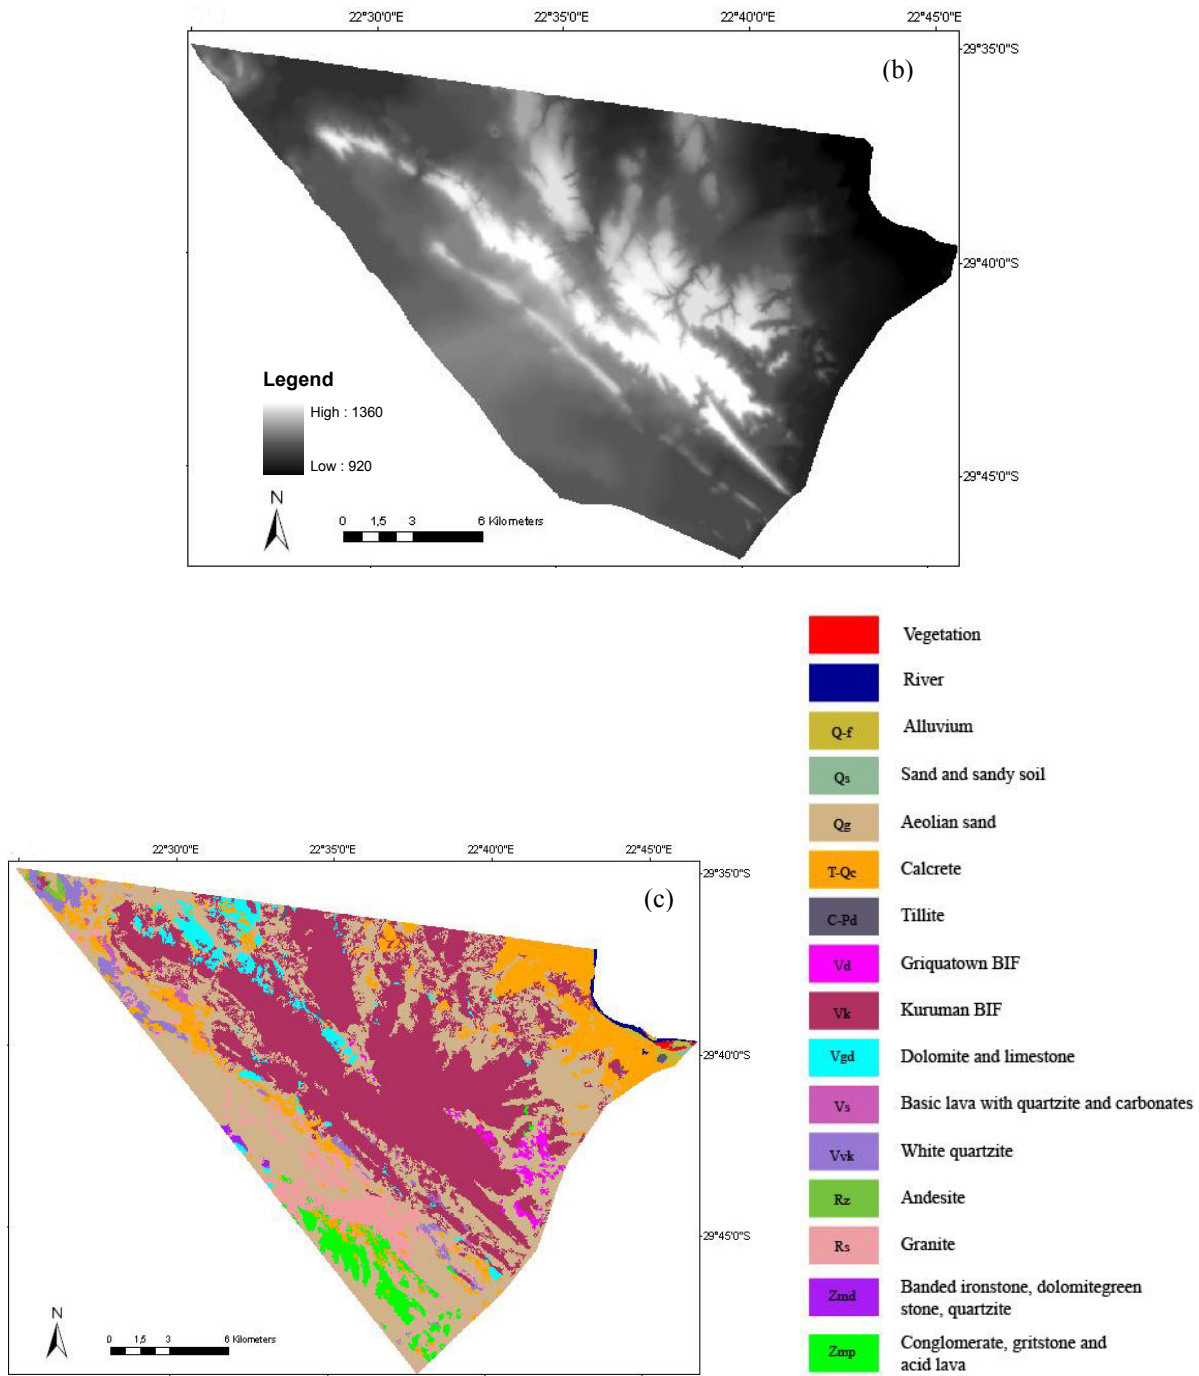 22°30'0"E 22°35'0"E 22°40'0"E 22°45'0"E
29°35'0"S
(b)
29°40'0"S
Legend
High : 1360
Low : 920
29°45'0"S
N
0 1,5 3 6 Kilometers
Vegetation
River
Q-f Alluvium
Qs Sand and sandy soil
Qg Aeolian sand
22°30'0"E 22°35'0"E 22°40'0"E 22°45'0"E
T-Qc Calcrete
29°35'0"S
(c)
C-Pd Tillite
Vd Griquatown BIF
Vk Kuruman BIF
29°40'0"S
Vgd Dolomite and limestone
Vs Basic lava with quartzite and carbonates
Vvk White quartzite
Rz Andesite
29°45'0"S
Rs Granite
Zmd Banded ironstone, dolomitegreen
stone, quartzite
N
0 1,5 3 6 Kilometers
Zmp Conglomerate, gritstone and
acid lava